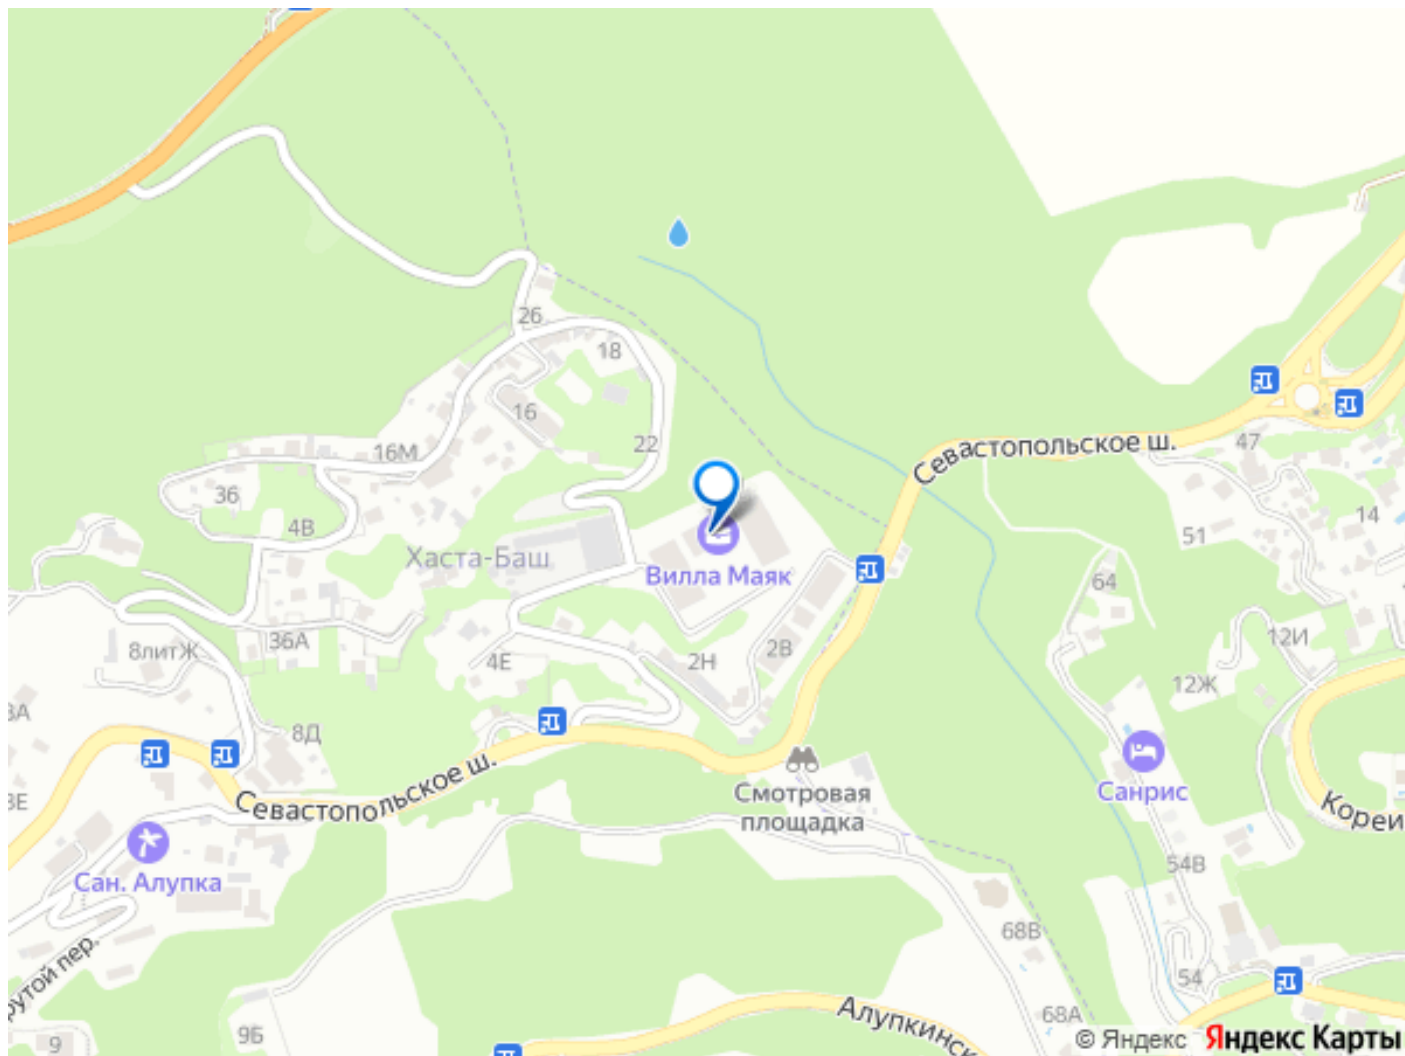 26
18
16
22
16М
36
4В
Хаста-Баш
Вилла Маяк
36А
8литЖ
4Е
2Н
2В
8Д
Севастопольское ш.
47
14
51
64
12И
12Ж
Санрис
Смотровая
площадка
Севастопольское ш.
Сан. Алупка
54В
68В
54
68А
9Б
9
Алупкинск
Кореи
© Яндекс Яндекс Карты